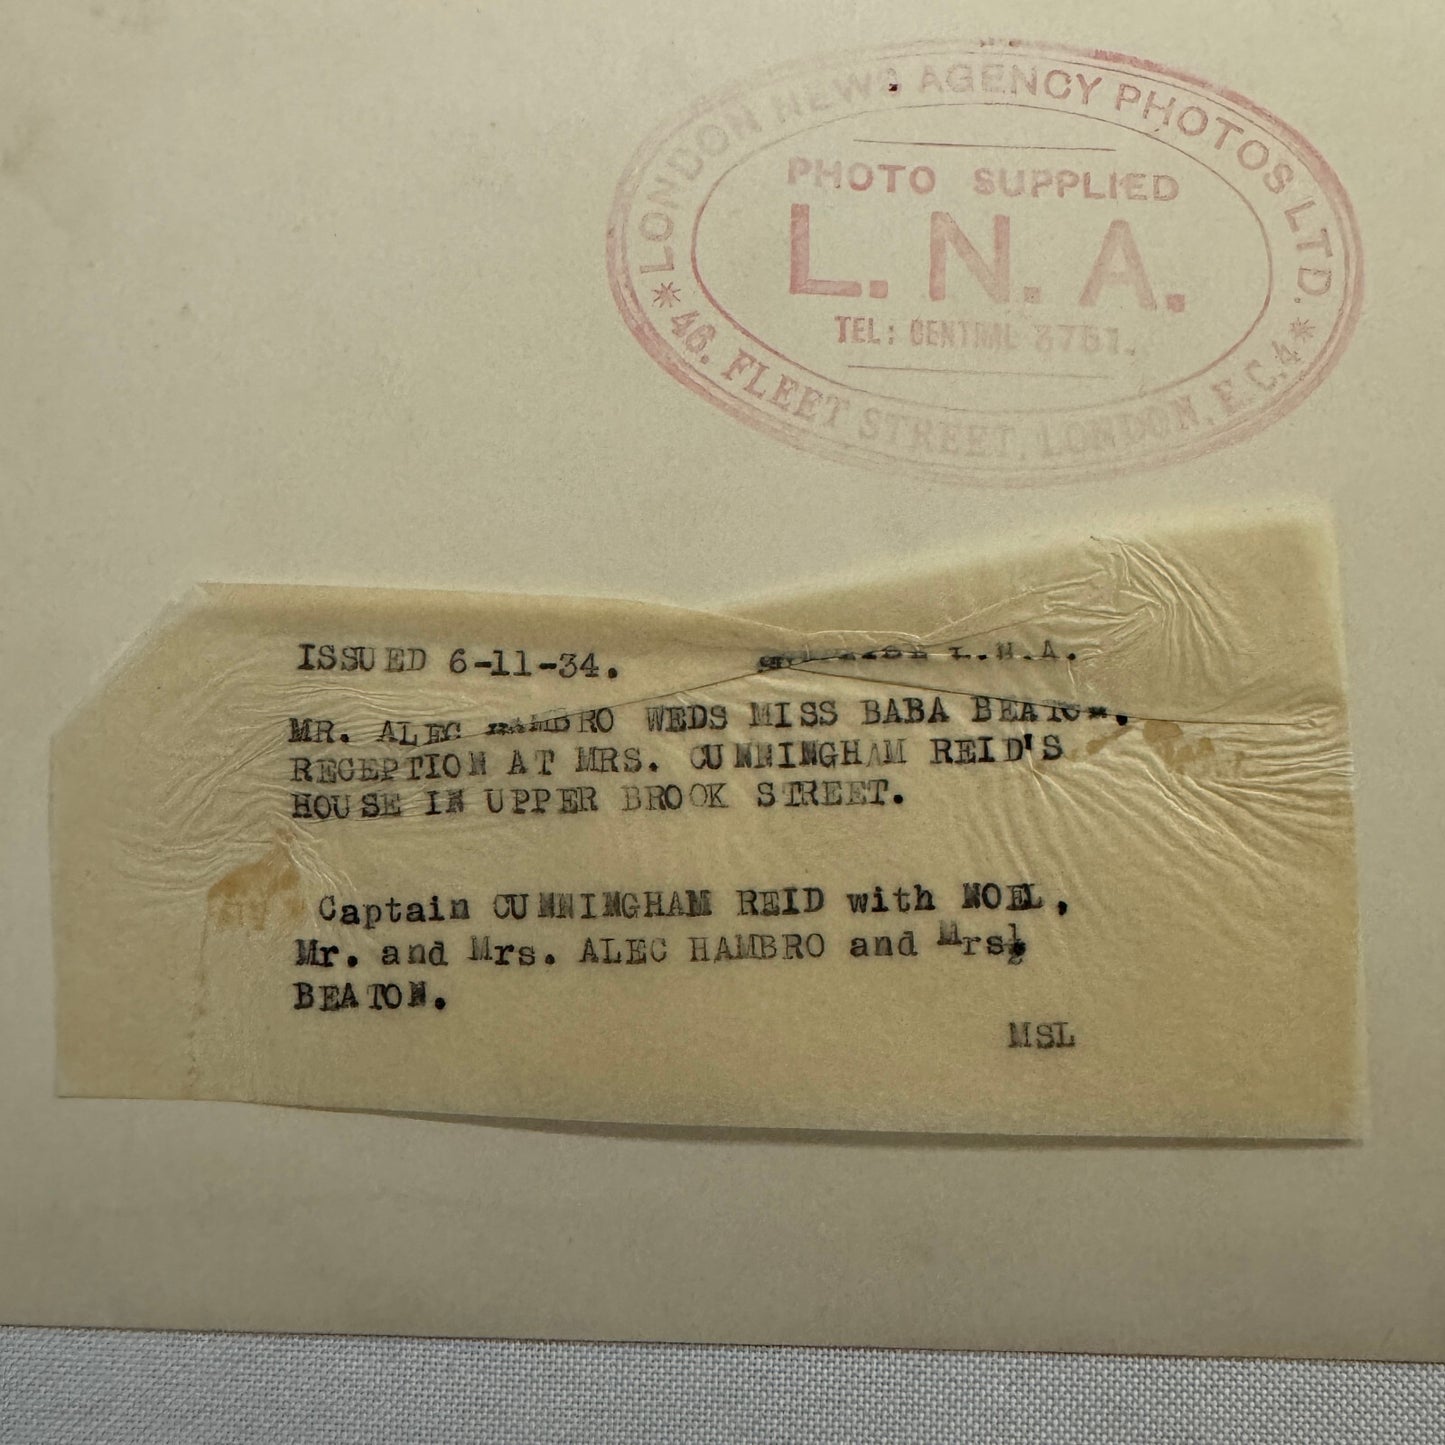 LONDON NEWS AGENCY PHOTOS LTD.
PHOTO SUPPLIED
L. N. A.
TEL: CENTRAL
46. FLEET STREET, LONDON, E.C.4
ISSUED 6-11-34. L.N.A.
MR. ALEC HAMBRO WEDS MISS BABA BEATON.
RECEPTION AT MRS. CUNNINGHAM REID'S
HOUSE IN UPPER BROOK STREET.
Captain CUNNINGHAM REID with NOEL,
Mr. and Mrs. ALEC HAMBRO and Mrs
BEATON.
MSL